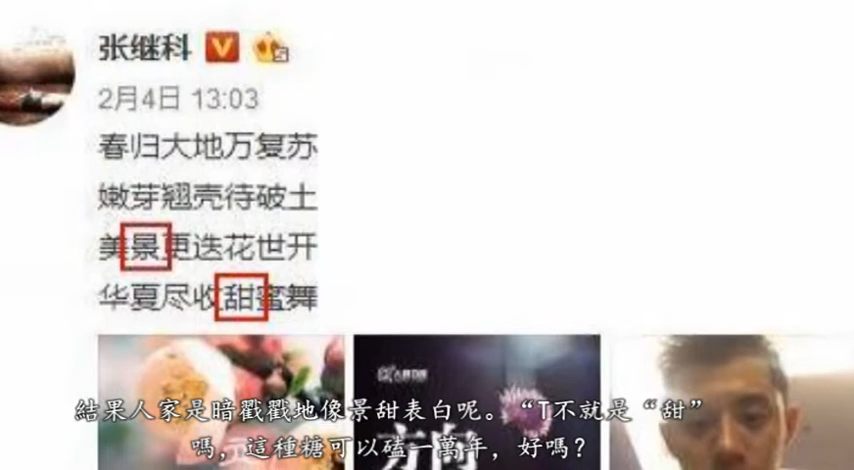 张继科
2月4日 13:03
春归大地万复苏
嫩芽翘壳待破土
美景更迭花世开
华夏尽收甜蜜舞
結果人家是暗戳戳地像景甜表白呢。“T不就是“甜”
嗎，這種糖可以磕一萬年，好嗎？